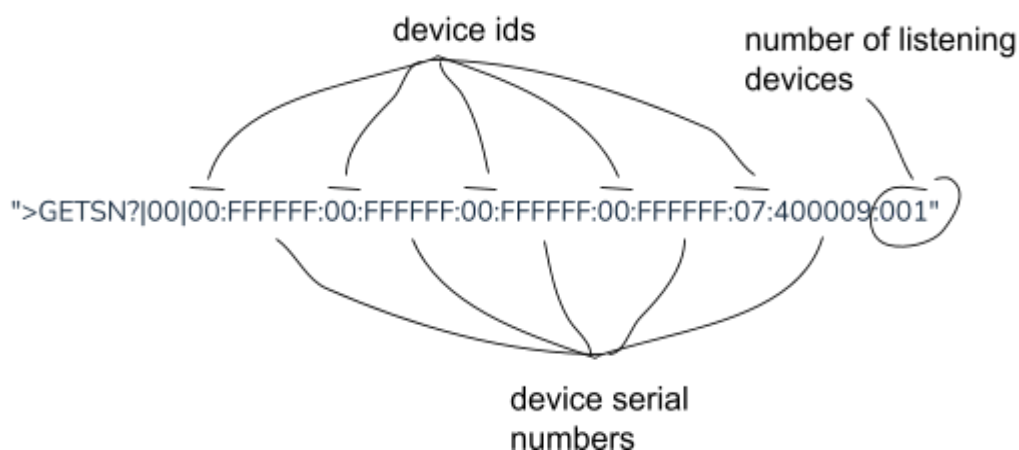 device ids
number of listening
devices
">GETSN?|00|00:FFFFFF:00:FFFFFF:00:FFFFFF:00:FFFFFF:07:400009:001"
device serial
numbers